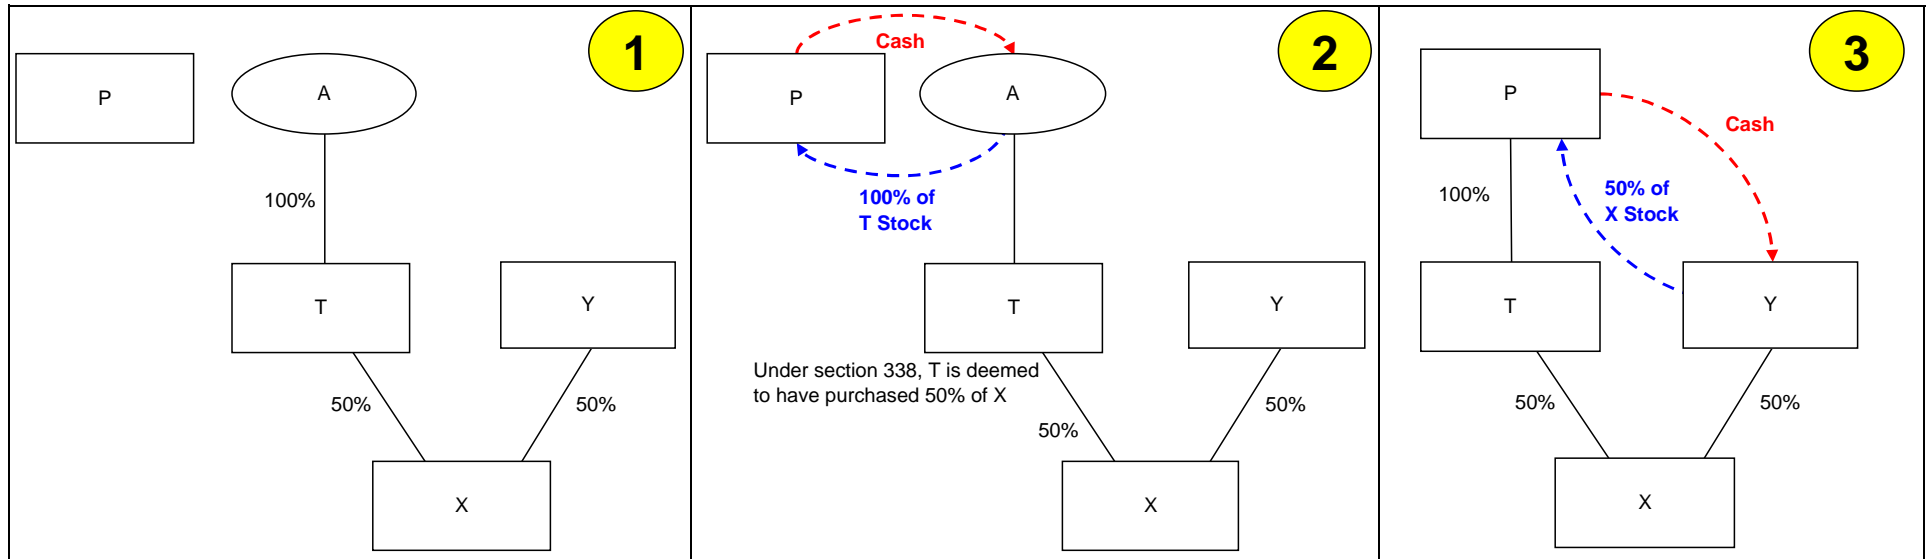 1
P
A
100%
T
Y
50%
50%
X
2
Cash
P
A
100% of
T Stock
T
Y
Under section 338, T is deemed
to have purchased 50% of X
50%
50%
X
3
P
Cash
100%
50% of
X Stock
T
Y
50%
50%
X